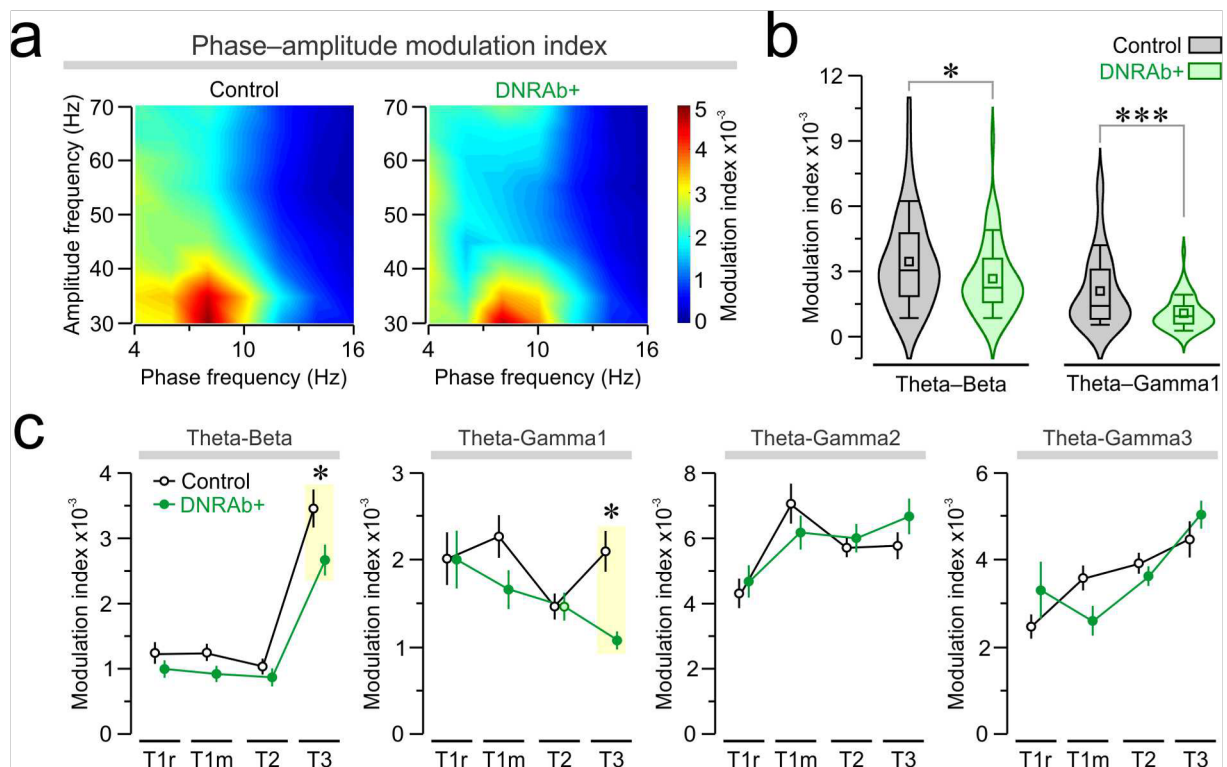 a
Phase–amplitude modulation index
Control
DNRAb+
70
60
50
40
30
Amplitude frequency (Hz)
4
10
16
Phase frequency (Hz)
70
60
50
40
30
4
10
16
Phase frequency (Hz)
5
4
3
2
1
0
Modulation index x10⁻³
b
Control
DNRAb+
12
9
6
3
0
Modulation index x10⁻³
*
***
Theta–Beta
Theta–Gamma1
c
Theta-Beta
Control
DNRAb+
*
4
3
2
1
0
Modulation index x10⁻³
T1r
T1m
T2
T3
Theta-Gamma1
*
3
2
1
0
Modulation index x10⁻³
T1r
T1m
T2
T3
Theta-Gamma2
8
6
4
2
0
Modulation index x10⁻³
T1r
T1m
T2
T3
Theta-Gamma3
6
4
2
0
Modulation index x10⁻³
T1r
T1m
T2
T3